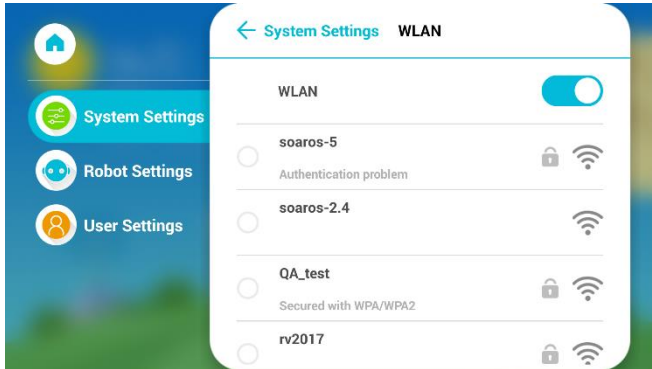 System Settings WLAN
WLAN
System Settings
soaros-5
Authentication problem
Robot Settings
soaros-2.4
User Settings
QA_test
Secured with WPA/WPA2
rv2017